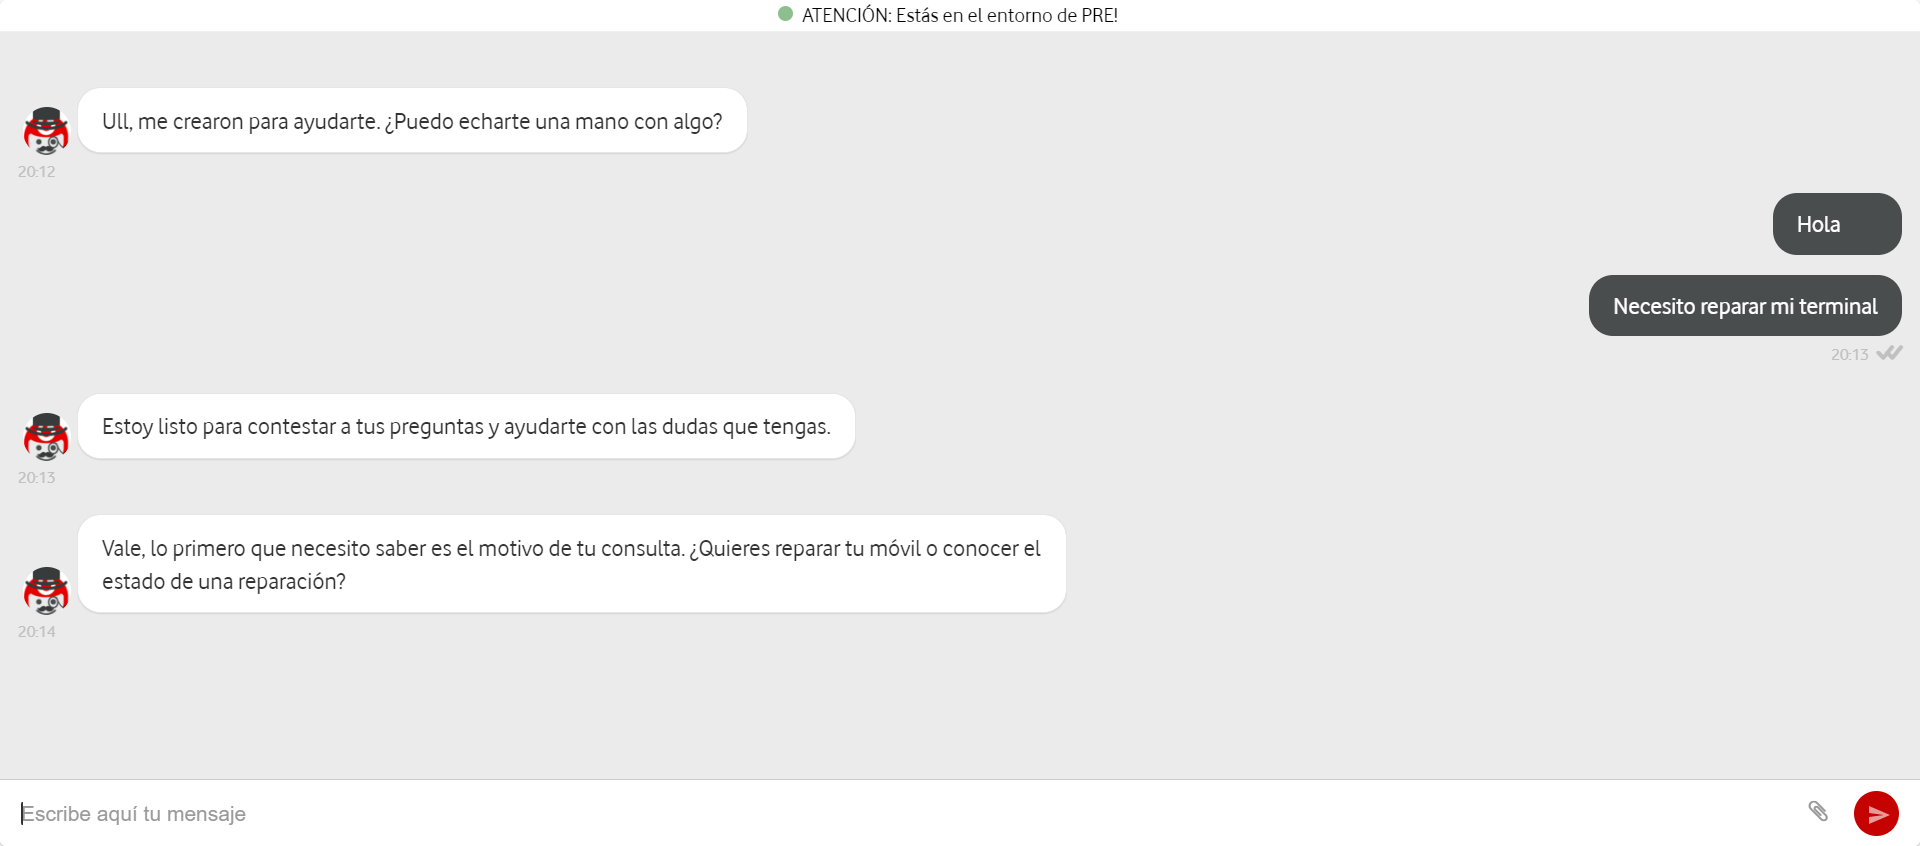 ATENCIÓN: Estás en el entorno de PRE!
Ull, me crearon para ayudarte. ¿Puedo echarte una mano con algo?
20:12
Hola
Necesito reparar mi terminal
20:13
Estoy listo para contestar a tus preguntas y ayudarte con las dudas que tengas.
20:13
Vale, lo primero que necesito saber es el motivo de tu consulta. ¿Quieres reparar tu móvil o conocer el
estado de una reparación?
20:14
Escribe aquí tu mensaje